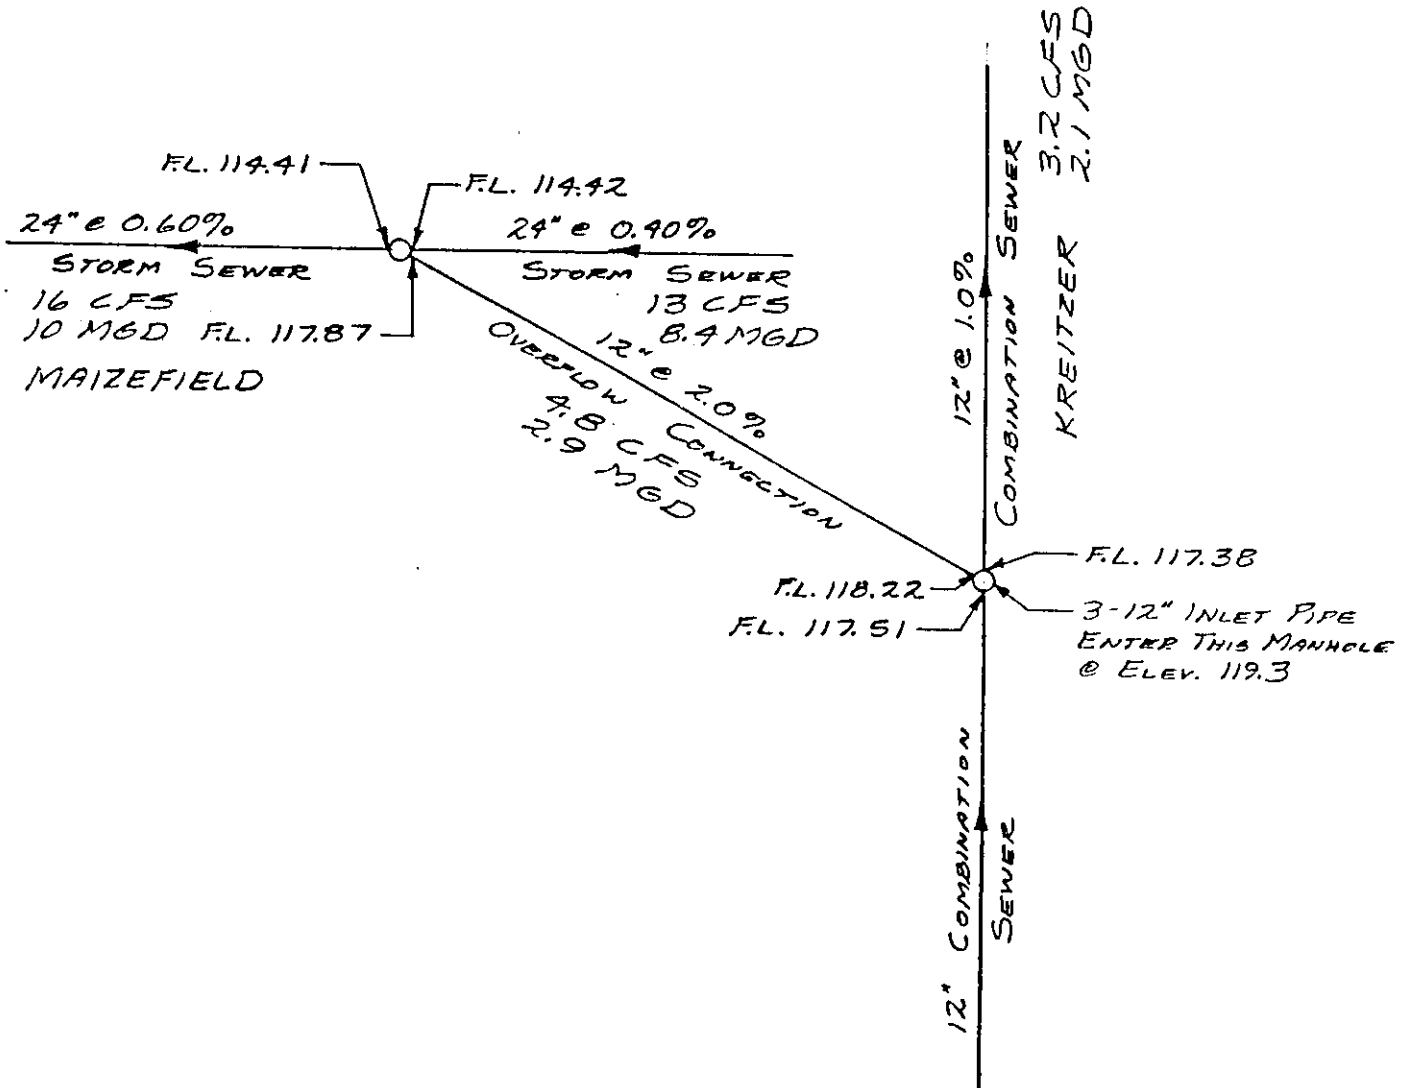 3.2 CFS
2.1 MGD
KREITZER
12" @ 1.0%
COMBINATION SEWER
F.L. 114.41
F.L. 114.42
24" @ 0.60%
STORM SEWER
16 CFS
10 MGD
MAIZEFIELD
F.L. 117.87
24" @ 0.40%
STORM SEWER
13 CFS
8.4 MGD
12" @ 2.0%
OVERFLOW CONNECTION
4.8 CFS
2.9 MGD
F.L. 117.38
F.L. 118.22
F.L. 117.51
3-12" INLET PIPE
ENTER THIS MANHOLE
@ ELEV. 119.3
12" COMBINATION
SEWER